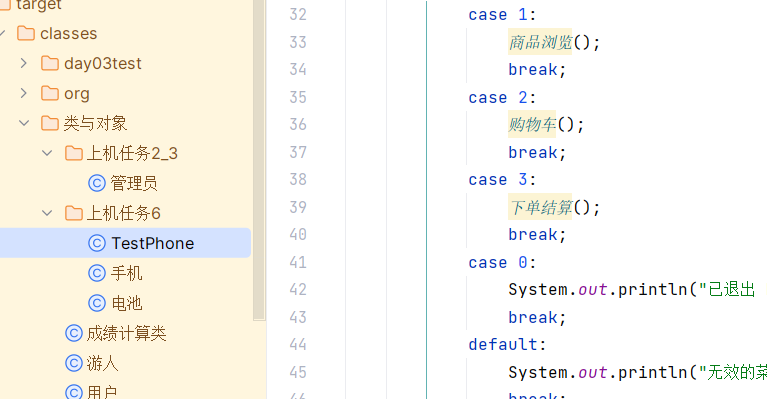 target
classes
day03test
org
类与对象
上机任务2_3
管理员
上机任务6
TestPhone
手机
电池
成绩计算类
游人
用户
32 case 1:
33 商品浏览();
34 break;
35 case 2:
36 购物车();
37 break;
38 case 3:
39 下单结算();
40 break;
41 case 0:
42 System.out.println("已退出
43 break;
44 default:
45 System.out.println("无效的菜
46 break;